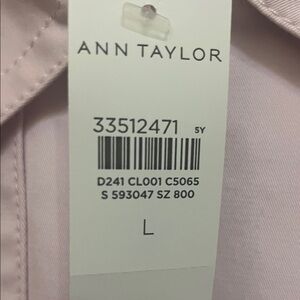 ANN TAYLOR
33512471 5Y
D241 CL001 C5065
S 593047 SZ 800
L